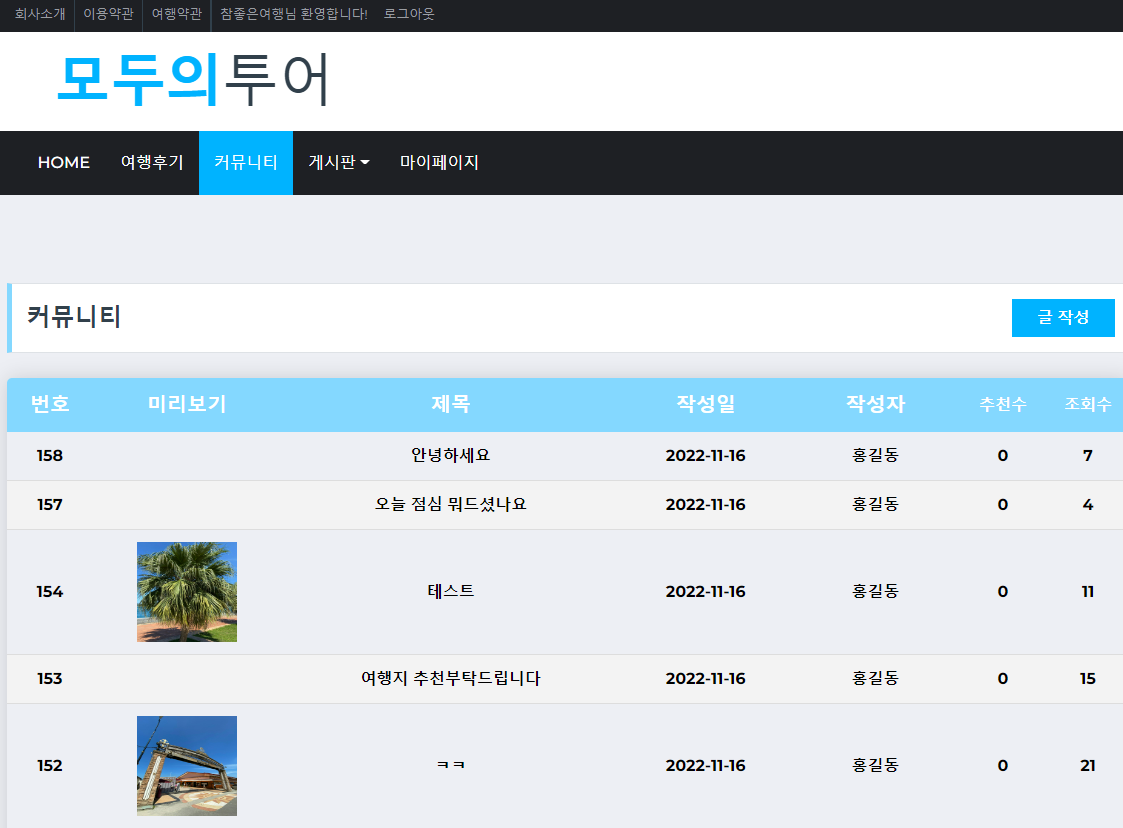 회사소개 이용약관 여행약관 참좋은여행님 환영합니다! 로그아웃
모두의투어
HOME 여행후기 커뮤니티 게시판 마이페이지
커뮤니티 글 작성
번호 미리보기 제목 작성일 작성자 추천수 조회수
158 안녕하세요 2022-11-16 홍길동 0 7
157 오늘 점심 뭐드셨나요 2022-11-16 홍길동 0 4
154 테스트 2022-11-16 홍길동 0 11
153 여행지 추천부탁드립니다 2022-11-16 홍길동 0 15
152 ㅋㅋ 2022-11-16 홍길동 0 21